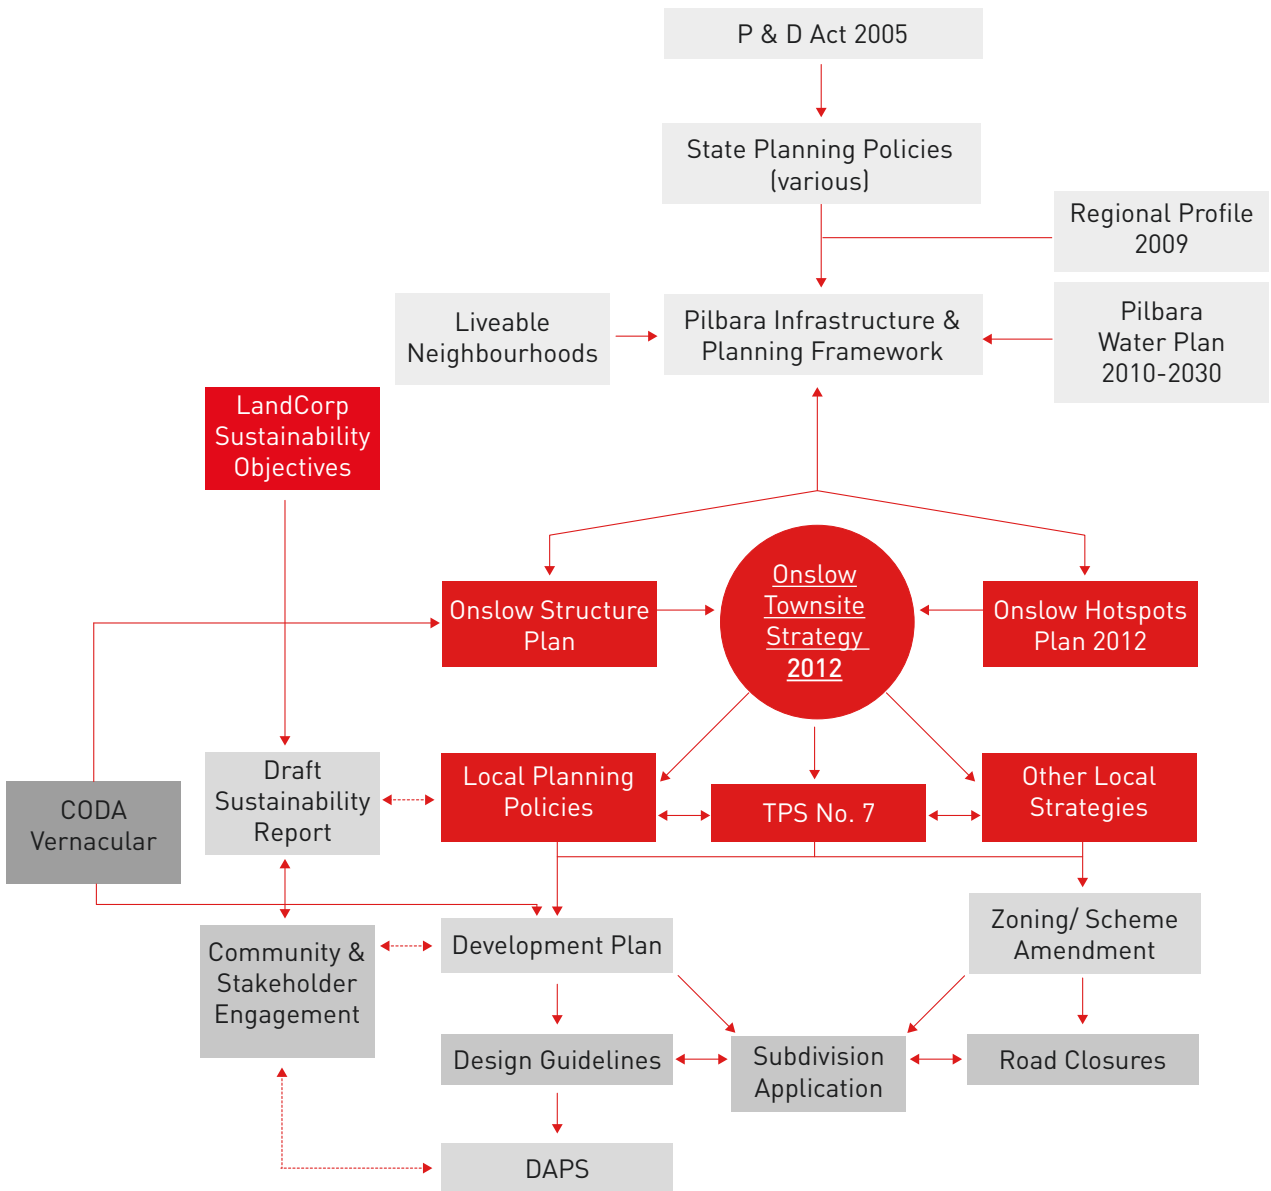 P & D Act 2005
State Planning Policies
(various)
Regional Profile
2009
Liveable
Neighbourhoods
Pilbara Infrastructure &
Planning Framework
Pilbara
Water Plan
2010-2030
LandCorp
Sustainability
Objectives
Onslow Structure
Plan
Onslow
Townsite
Strategy
2012
Onslow Hotspots
Plan 2012
CODA
Vernacular
Draft
Sustainability
Report
Local Planning
Policies
TPS No. 7
Other Local
Strategies
Community &
Stakeholder
Engagement
Development Plan
Zoning/ Scheme
Amendment
Design Guidelines
Subdivision
Application
Road Closures
DAPS